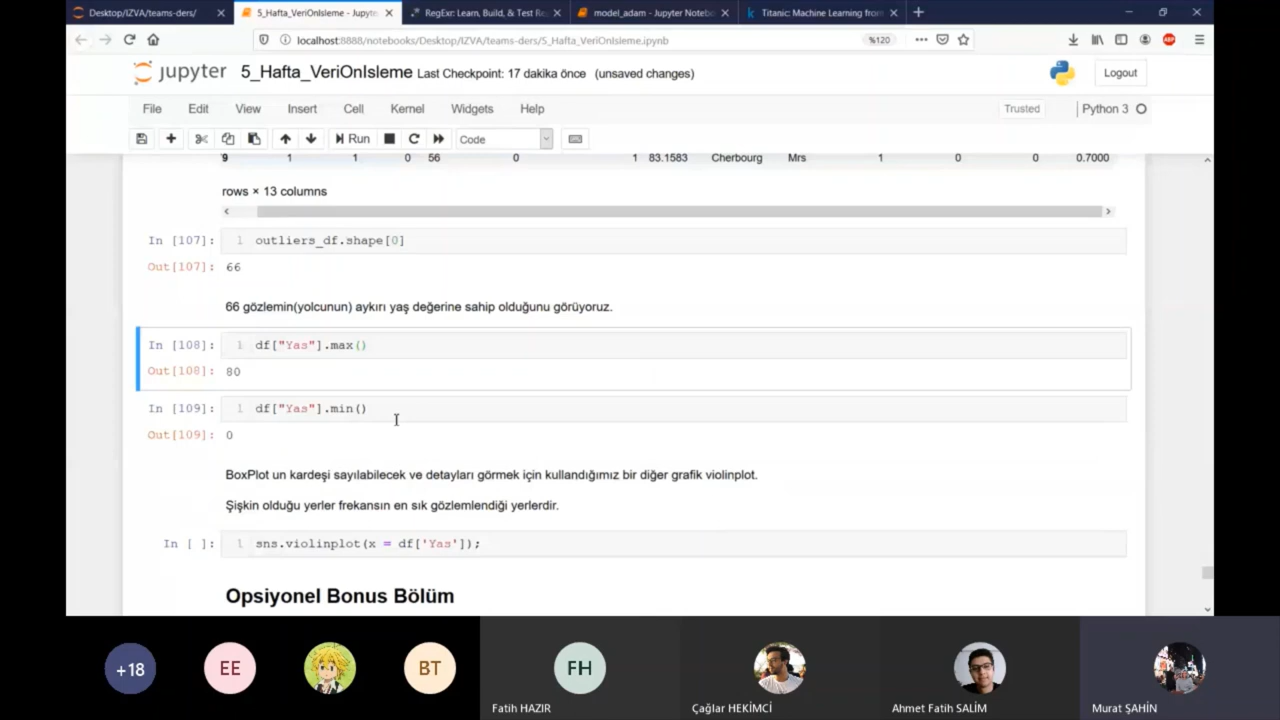 Desktop/IZVA/teams-ders/
5_Hafta_VeriOnIsleme - Jupyte
RegExr: Learn, Build, & Test Re
model_adam - Jupyter Notebo
Titanic: Machine Learning from
localhost:8888/notebooks/Desktop/IZVA/teams-ders/5_Hafta_VeriOnIsleme.ipynb
%120
ABP
jupyter 5_Hafta_VeriOnIsleme Last Checkpoint: 17 dakika önce (unsaved changes)
Logout
File Edit View Insert Cell Kernel Widgets Help
Trusted
Python 3
Run
Code
9 1 1 0 56 0 1 83.1583 Cherbourg Mrs 1 0 0 0.7000
rows × 13 columns
In [107]: 1 outliers_df.shape[0]
Out[107]: 66
66 gözlemin(yolcunun) aykırı yaş değerine sahip olduğunu görüyoruz.
In [108]: 1 df["Yas"].max()
Out[108]: 80
In [109]: 1 df["Yas"].min()
Out[109]: 0
BoxPlot un kardeşi sayılabilecek ve detayları görmek için kullandığımız bir diğer grafik violinplot.
Şişkin olduğu yerler frekansın en sık gözlemlendiği yerlerdir.
In [ ]: 1 sns.violinplot(x = df['Yas']);
Opsiyonel Bonus Bölüm
+18
EE
BT
FH
Fatih HAZIR
Çağlar HEKİMCİ
Ahmet Fatih SALİM
Murat ŞAHİN